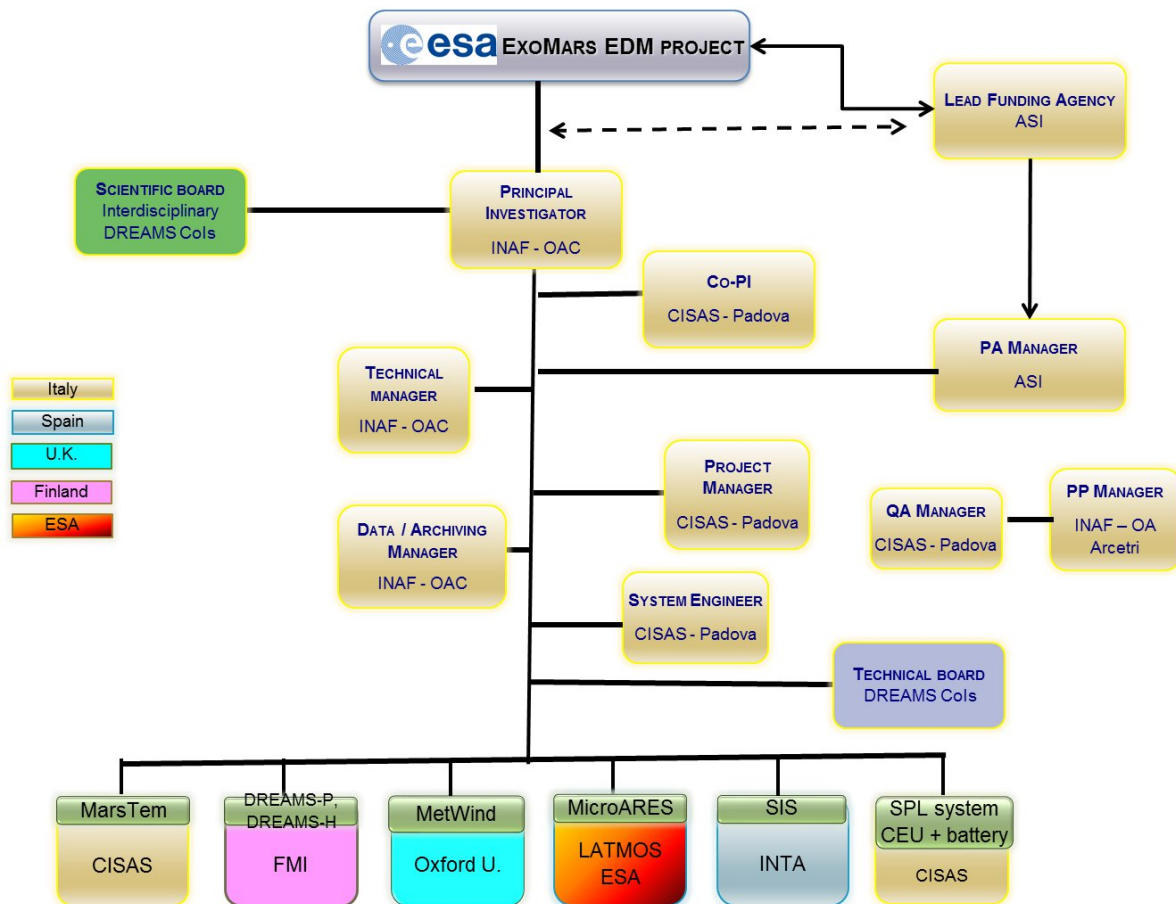 esa EXOMARS EDM PROJECT
LEAD FUNDING AGENCY
ASI
SCIENTIFIC BOARD
Interdisciplinary
DREAMS CoIs
PRINCIPAL
INVESTIGATOR
INAF - OAC
CO-PI
CISAS - Padova
PA MANAGER
ASI
TECHNICAL
MANAGER
INAF - OAC
Italy
Spain
U.K.
Finland
ESA
PROJECT
MANAGER
CISAS - Padova
QA MANAGER
CISAS - Padova
PP MANAGER
INAF – OA
Arcetri
DATA / ARCHIVING
MANAGER
INAF - OAC
SYSTEM ENGINEER
CISAS - Padova
TECHNICAL BOARD
DREAMS CoIs
MarsTem
CISAS
DREAMS-P,
DREAMS-H
FMI
MetWind
Oxford U.
MicroARES
LATMOS
ESA
SIS
INTA
SPL system
CEU + battery
CISAS